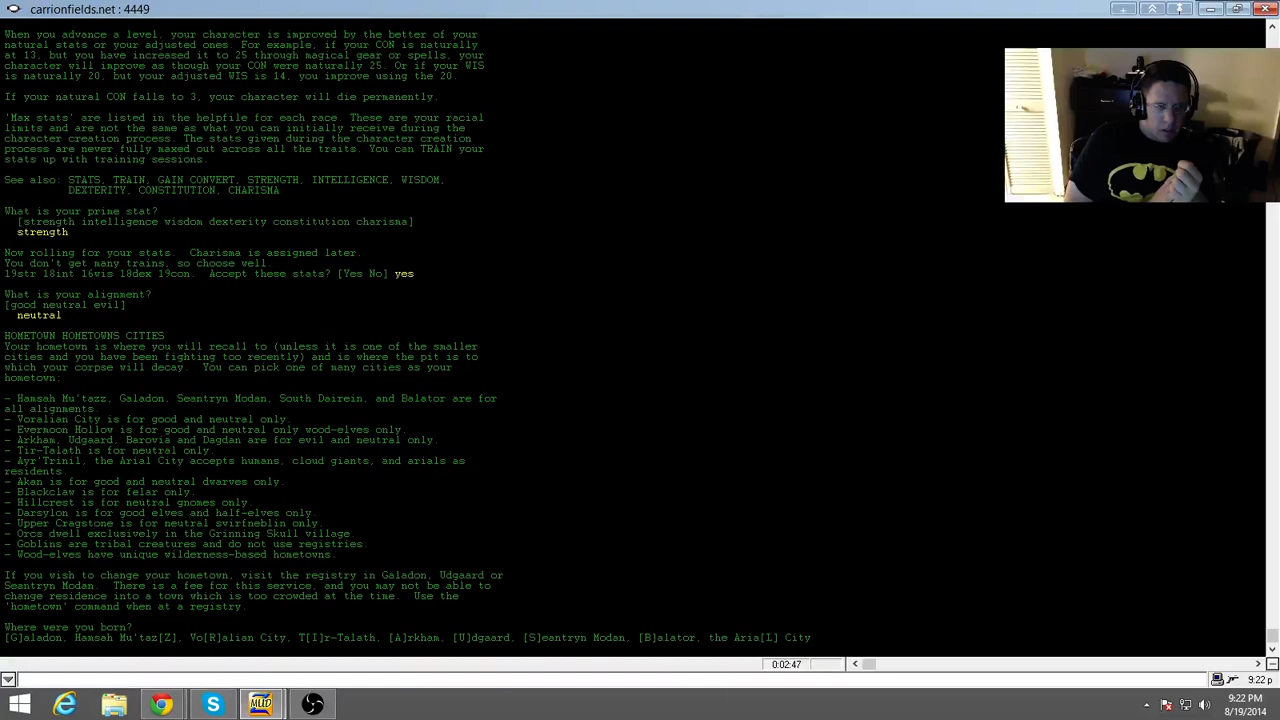 carrionfields.net : 4449
When you advance a level, your character is improved by the better of your
natural stats or your adjusted ones. For example, if your CON is naturally
at 13, but you have increased it to 25 through magical gear or spells, your
character will improve as though your CON were really 25. Or if your WIS
is naturally 20, but your adjusted WIS is 14, you improve using the 20.
If your natural CON falls to 3, your character will die permanently.
'Max stats' are listed in the helpfile for each race. These are your racial
limits and are not the same as what you can initially receive during the
character creation process. The stats given during the character creation
process are never fully maxed out across all the traits. You can TRAIN your
stats up with training sessions.
See also: STATS, TRAIN, GAIN, CONVERT, STRENGTH, INTELLIGENCE, WISDOM,
DEXTERITY, CONSTITUTION, CHARISMA
What is your prime stat?
[strength intelligence wisdom dexterity constitution charisma]
strength
Now rolling for your stats. Charisma is assigned later.
You don't get many trains, so choose well.
19str 18int 16wis 18dex 19con. Accept these stats? [Yes No] yes
What is your alignment?
[good neutral evil]
neutral
HOMETOWN HOMETOWNS CITIES
Your hometown is where you will recall to (unless it is one of the smaller
cities and you have been fighting too recently) and is where the pit is to
which your corpse will decay. You can pick one of many cities as your
hometown:
- Hamsah Mu'tazz, Galadon, Seantryn Modan, South Dairein, and Balator are for
all alignments.
- Voralian City is for good and neutral only.
- Evermoon Hollow is for good and neutral only wood-elves only.
- Arkham, Udgaard, Barovia and Dagdan are for evil and neutral only.
- Tir-Talath is for neutral only.
- Ayr'Trinil, the Arial City accepts humans, cloud giants, and arials as
residents.
- Akan is for good and neutral dwarves only.
- Blackclaw is for felar only.
- Hillcrest is for neutral gnomes only.
- Darsylon is for good elves and half-elves only.
- Upper Cragstone is for neutral svirfneblin only.
- Orcs dwell exclusively in the Grinning Skull village
- Goblins are tribal creatures and do not use registries.
- Wood-elves have unique wilderness-based hometowns.
If you wish to change your hometown, visit the registry in Galadon, Udgaard or
Seantryn Modan. There is a fee for this service, and you may not be able to
change residence into a town which is too crowded at the time. Use the
'hometown' command when at a registry.
Where were you born?
[G]aladon, Hamsah Mu'taz[Z], Vo[R]alian City, T[I]r-Talath, [A]rkham, [U]dgaard, [S]eantryn Modan, [B]alator, the Aria[L] City
0:02:47
9:22 p
MUD
9:22 PM
8/19/2014